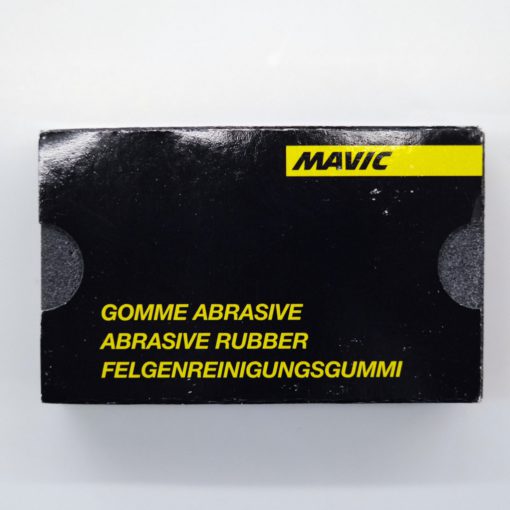 MAVIC
GOMME ABRASIVE
ABRASIVE RUBBER
FELGENREINIGUNGSGUMMI